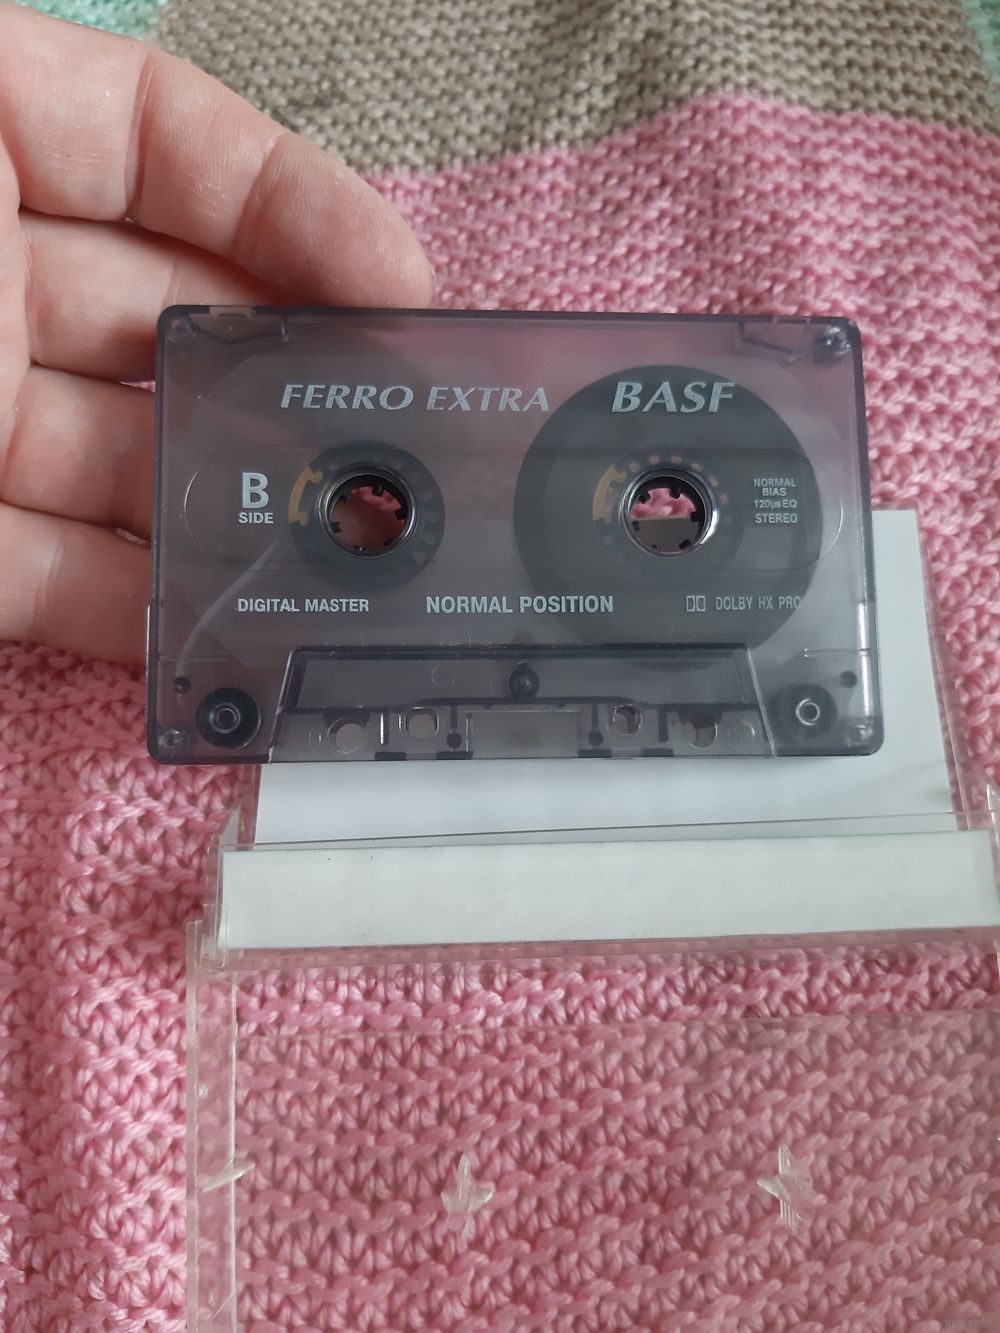 FERRO EXTRA BASF
B
SIDE
NORMAL
BIAS
120µs EQ
STEREO
DIGITAL MASTER NORMAL POSITION DOLBY HX PRO